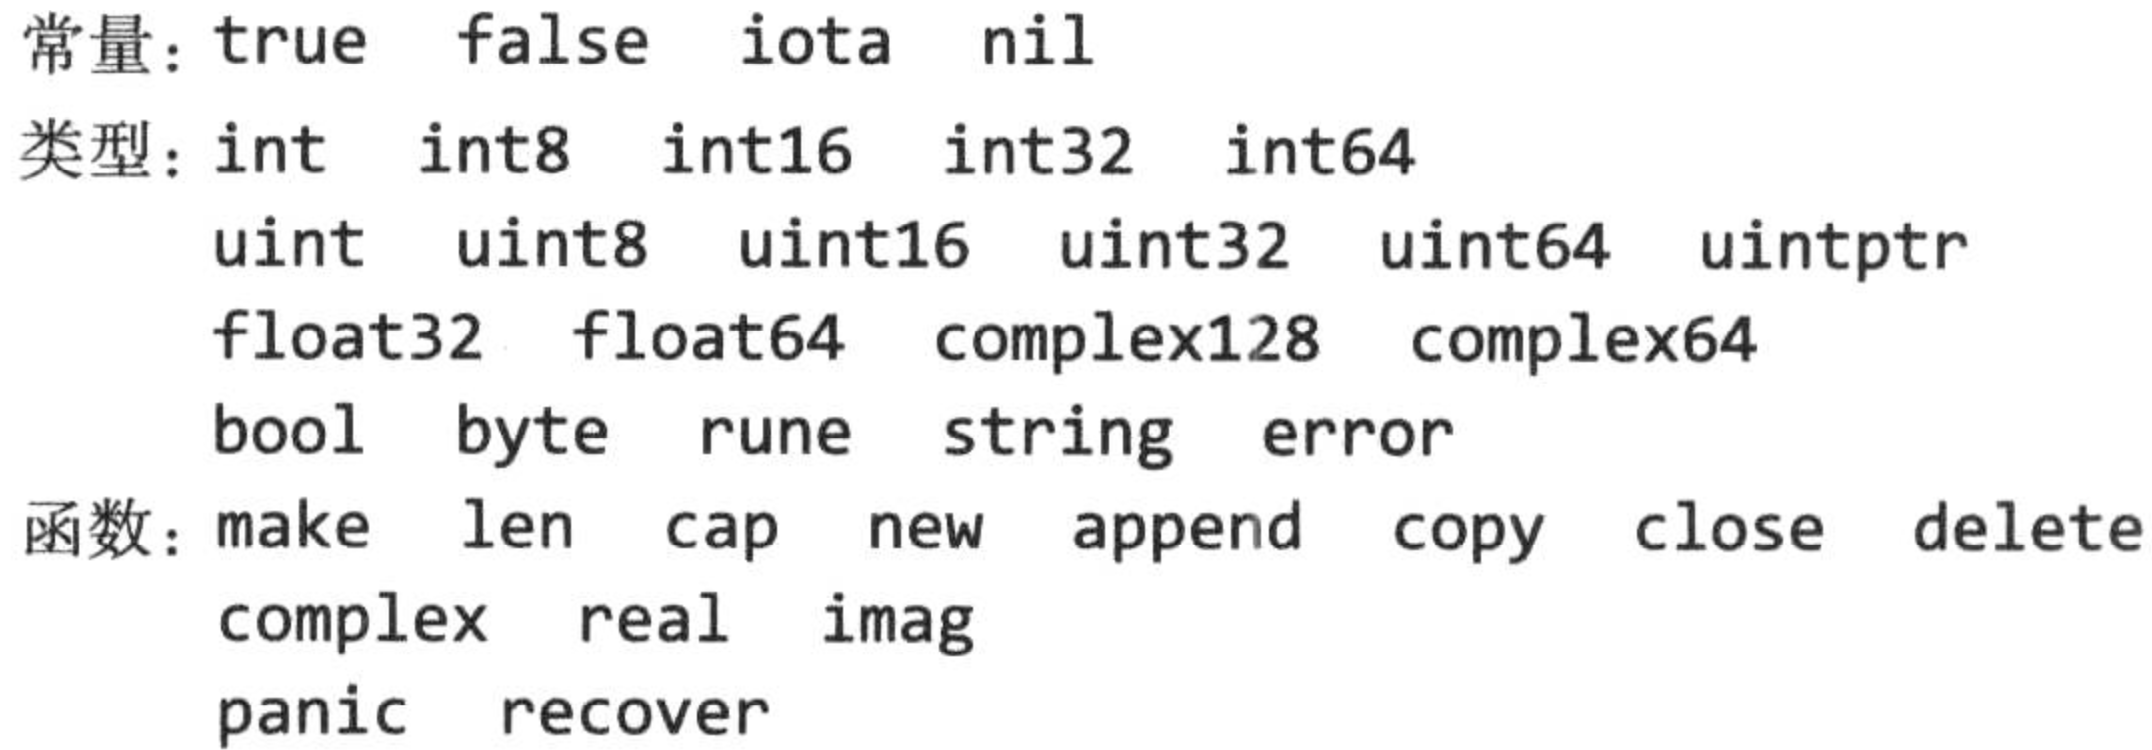 常量：true false iota nil
类型：int int8 int16 int32 int64
uint uint8 uint16 uint32 uint64 uintptr
float32 float64 complex128 complex64
bool byte rune string error
函数：make len cap new append copy close delete
complex real imag
panic recover